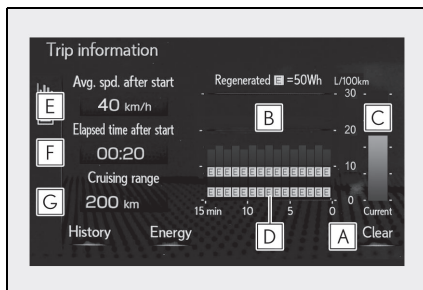 Trip information
Avg. spd. after start
E
40 km/h
Elapsed time after start
F
00:20
Cruising range
G
200 km
History
Energy
Regenerated E =50Wh
L/100km
30
B
C
20
10
E E E E E E E E E E E E E E E
E E E E E E E E E E E E E E E
0
15 min
10
5
0
Current
D
A
Clear